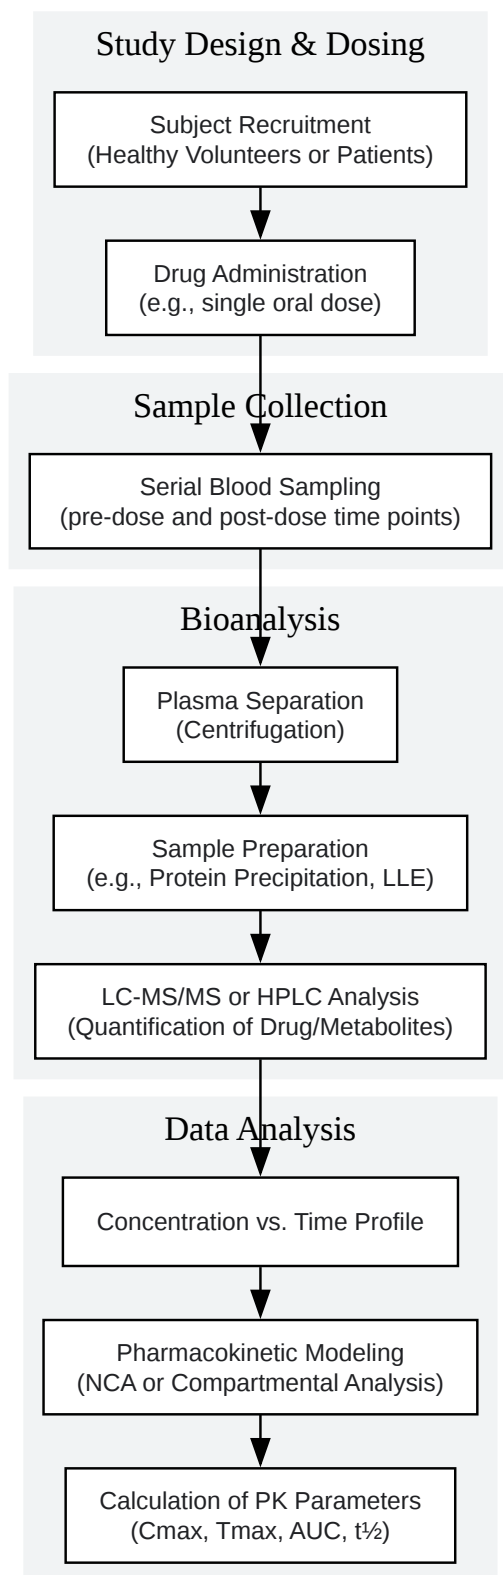 Study Design & Dosing
Subject Recruitment
(Healthy Volunteers or Patients)
Drug Administration
(e.g., single oral dose)
Sample Collection
Serial Blood Sampling
(pre-dose and post-dose time points)
Bioanalysis
Plasma Separation
(Centrifugation)
Sample Preparation
(e.g., Protein Precipitation, LLE)
LC-MS/MS or HPLC Analysis
(Quantification of Drug/Metabolites)
Data Analysis
Concentration vs. Time Profile
Pharmacokinetic Modeling
(NCA or Compartmental Analysis)
Calculation of PK Parameters
(Cmax, Tmax, AUC, t½)